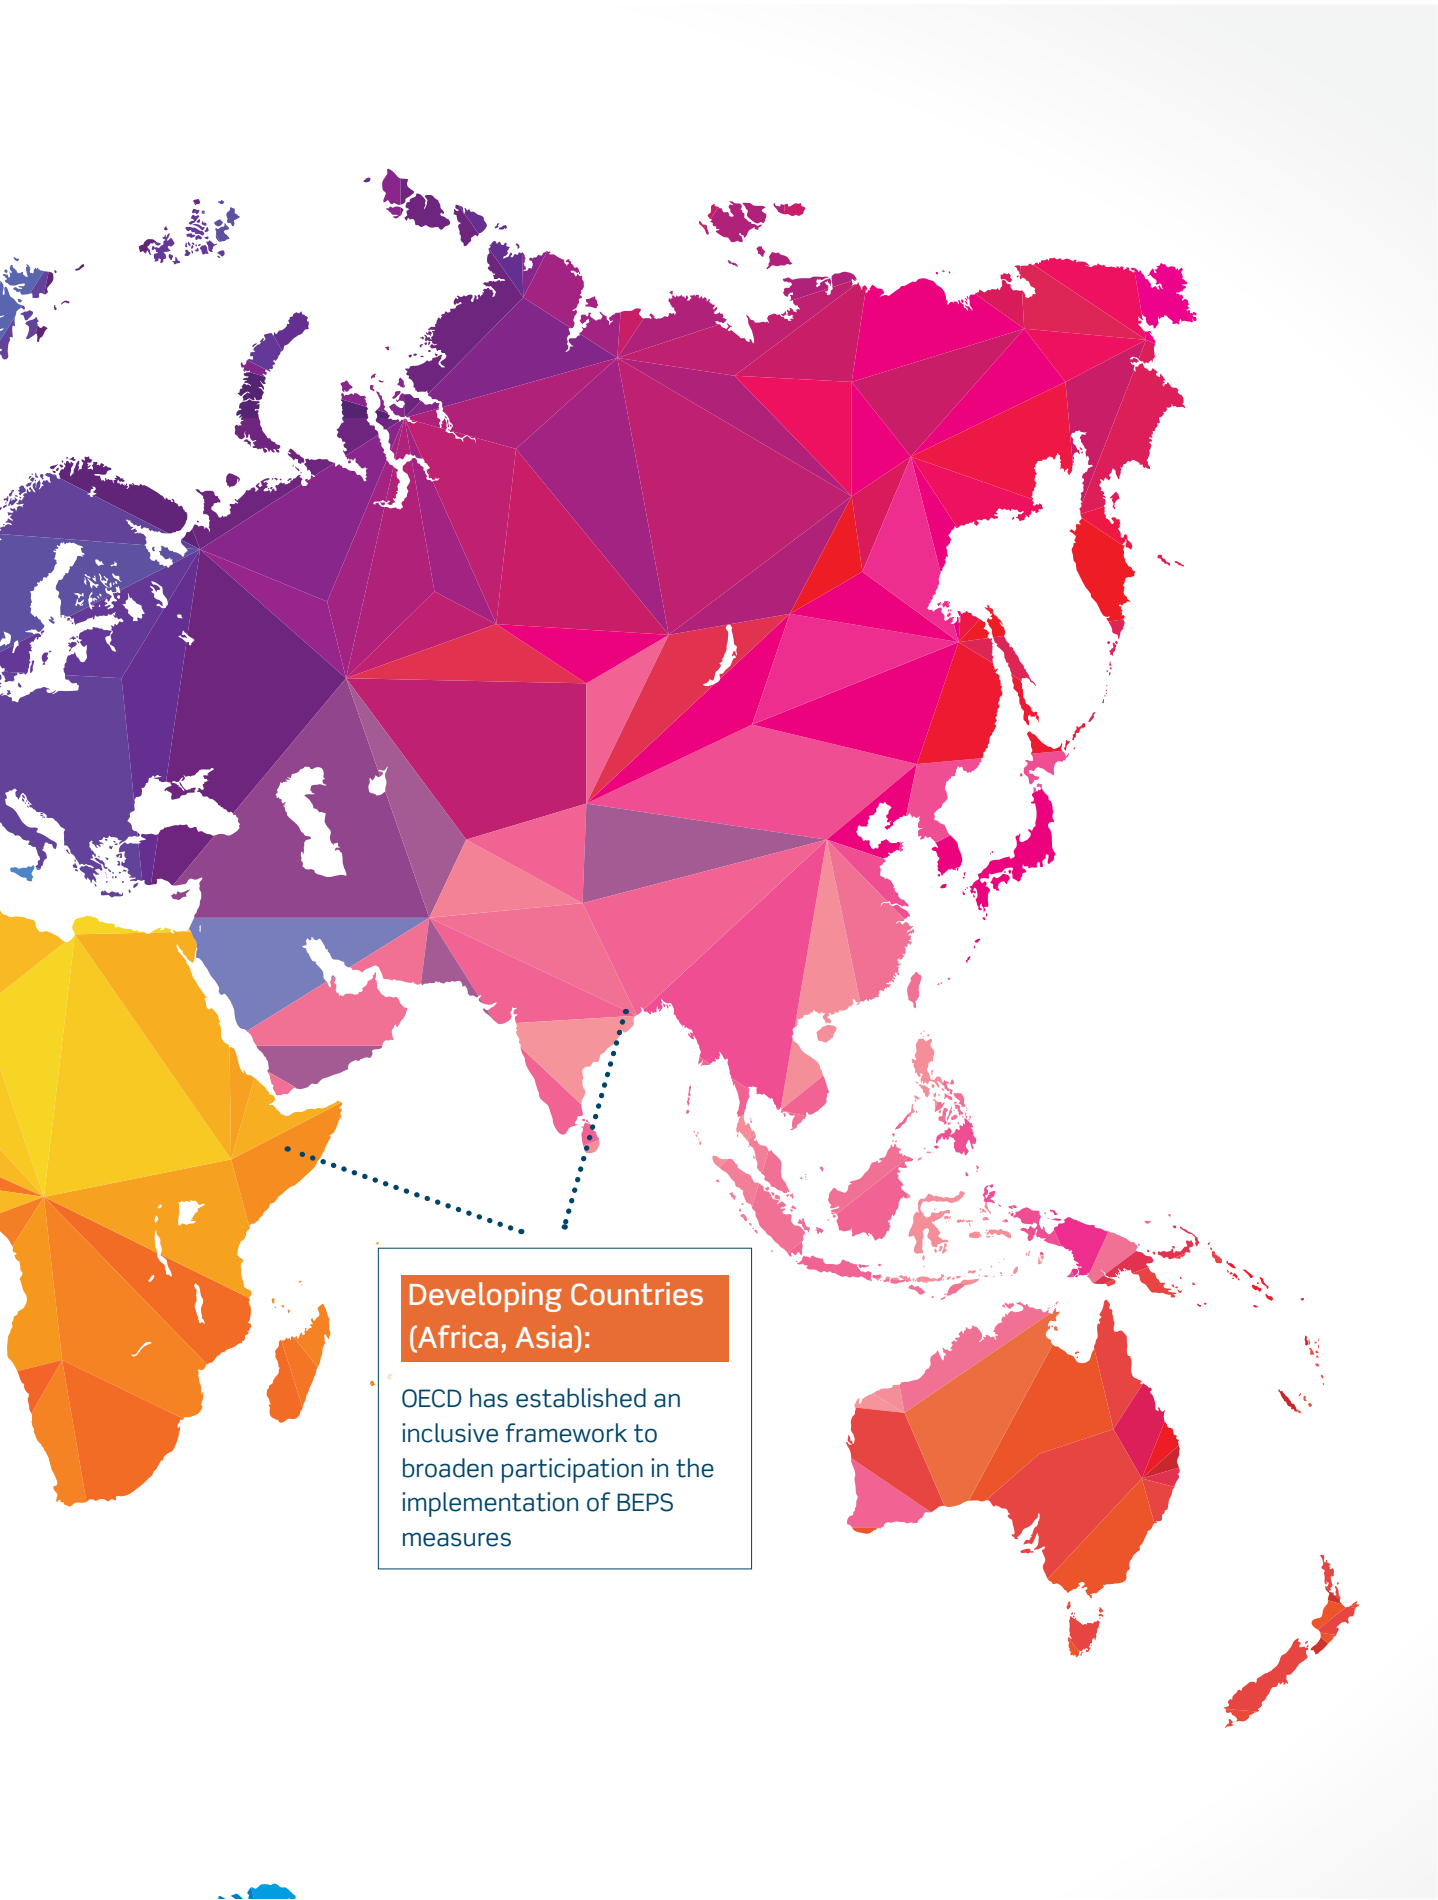 Developing Countries
(Africa, Asia):
OECD has established an
inclusive framework to
broaden participation in the
implementation of BEPS
measures